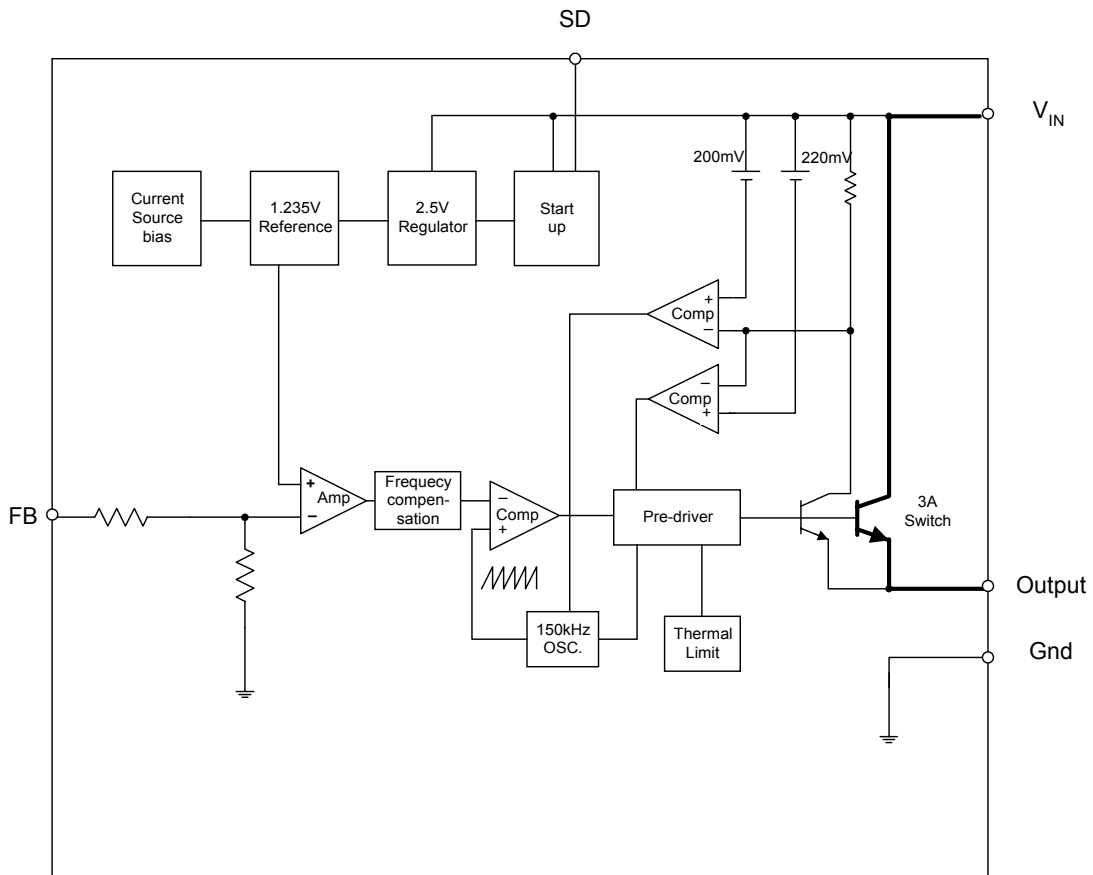 SD
V_IN
200mV
220mV
Current
Source
bias
1.235V
Reference
2.5V
Regulator
Start
up
+
Comp
−
−
Comp
+
FB
+
Amp
−
Frequecy
compen-
sation
−
Comp
+
Pre-driver
3A
Switch
150kHz
OSC.
Thermal
Limit
Output
Gnd